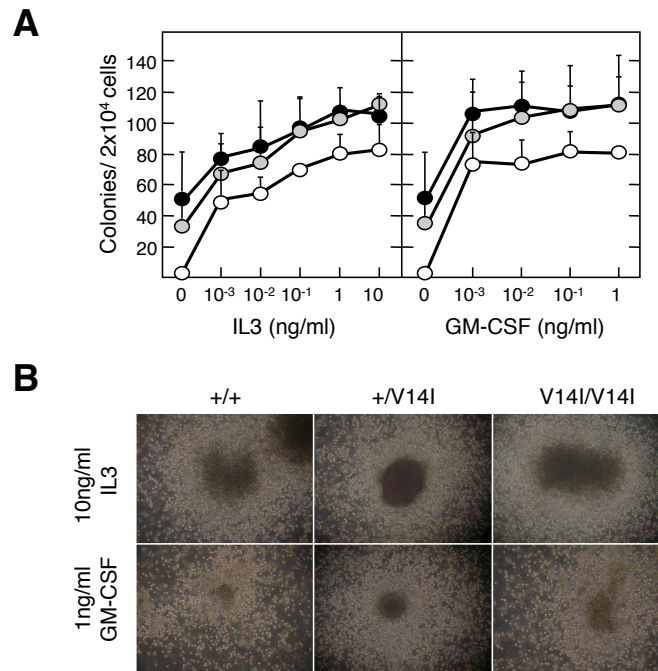 A
Colonies/ 2x10⁴ cells
140
120
100
80
60
40
20
0 10⁻³ 10⁻² 10⁻¹ 1 10
IL3 (ng/ml)
0 10⁻³ 10⁻² 10⁻¹ 1
GM-CSF (ng/ml)
B
+/+ +/V14I V14I/V14I
10ng/ml
IL3
1ng/ml
GM-CSF